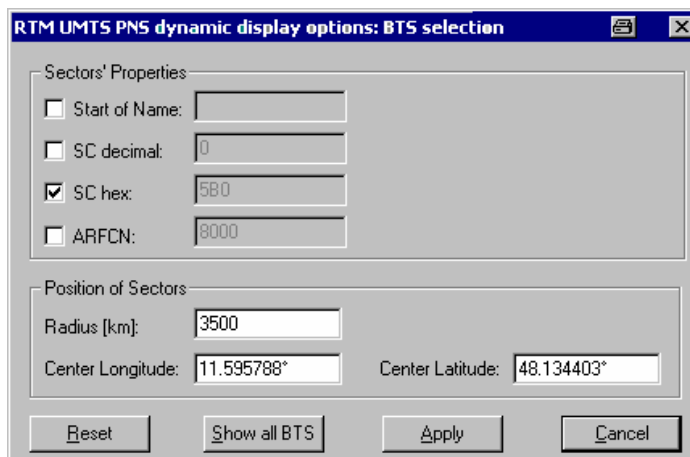 RTM UMTS PNS dynamic display options: BTS selection
Sectors' Properties
Start of Name:
SC decimal: 0
SC hex: 5B0
ARFCN: 8000
Position of Sectors
Radius [km]: 3500
Center Longitude: 11.595788° Center Latitude: 48.134403°
Reset Show all BTS Apply Cancel